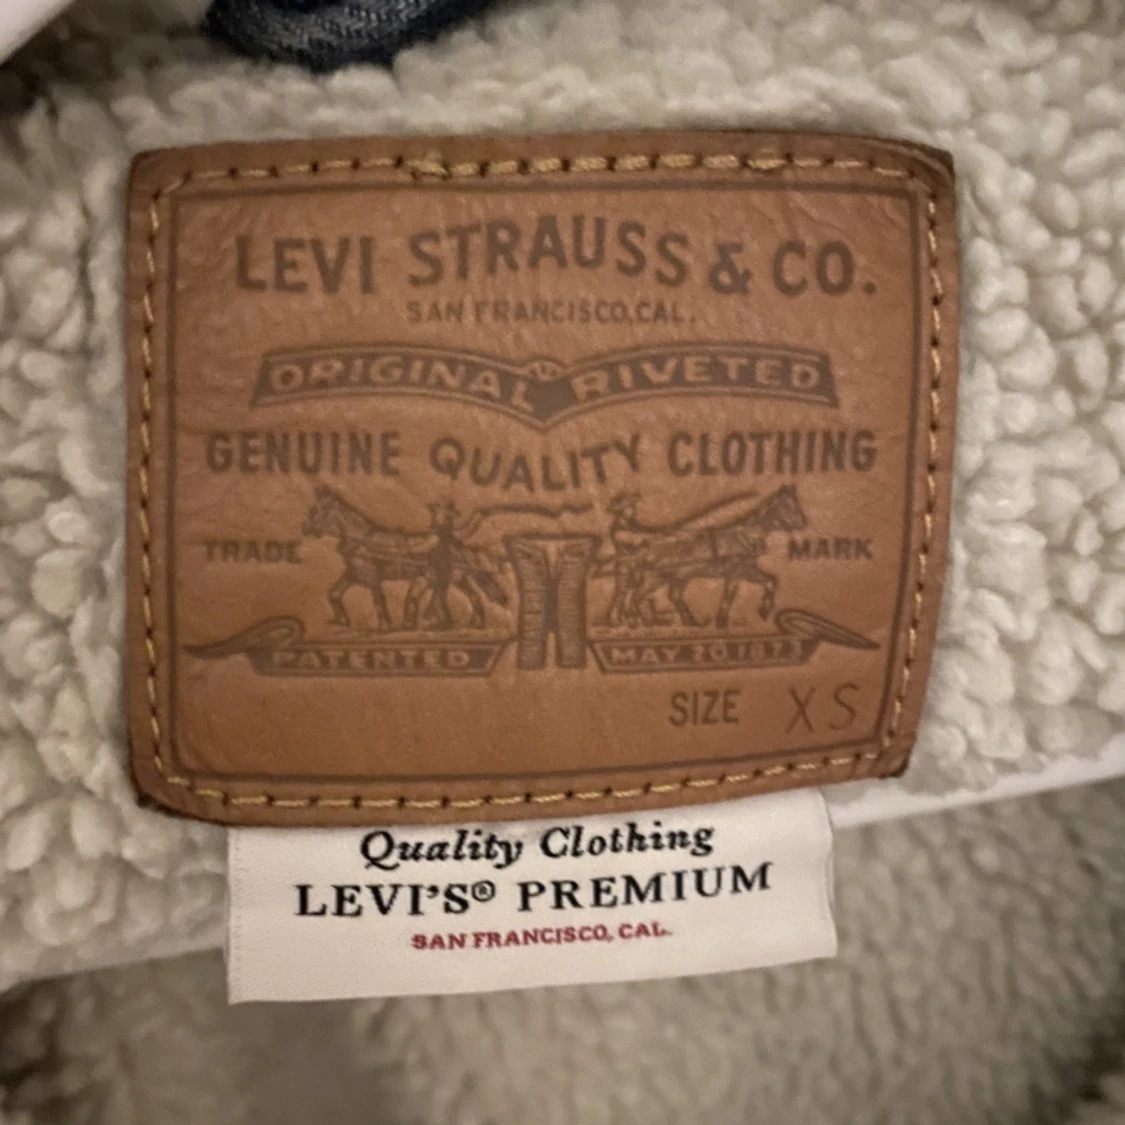 LEVI STRAUSS & CO.
SAN FRANCISCO, CAL.
ORIGINAL RIVETED
GENUINE QUALITY CLOTHING
TRADE MARK
PATENTED MAY 20 1873
SIZE XS
Quality Clothing
LEVI'S® PREMIUM
SAN FRANCISCO, CAL.